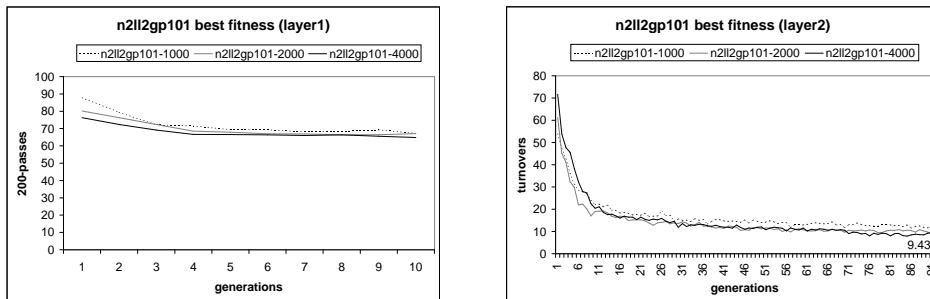 n2ll2gp101 best fitness (layer1)
n2ll2gp101-1000 n2ll2gp101-2000 n2ll2gp101-4000
100
90
80
70
60
50
40
30
20
10
0
200-passes
1 2 3 4 5 6 7 8 9 10
generations
n2ll2gp101 best fitness (layer2)
n2ll2gp101-1000 n2ll2gp101-2000 n2ll2gp101-4000
80
70
60
50
40
30
20
10
0
turnovers
9.43
1 6 11 16 21 26 31 36 41 46 51 56 61 66 71 76 81 86 91
generations